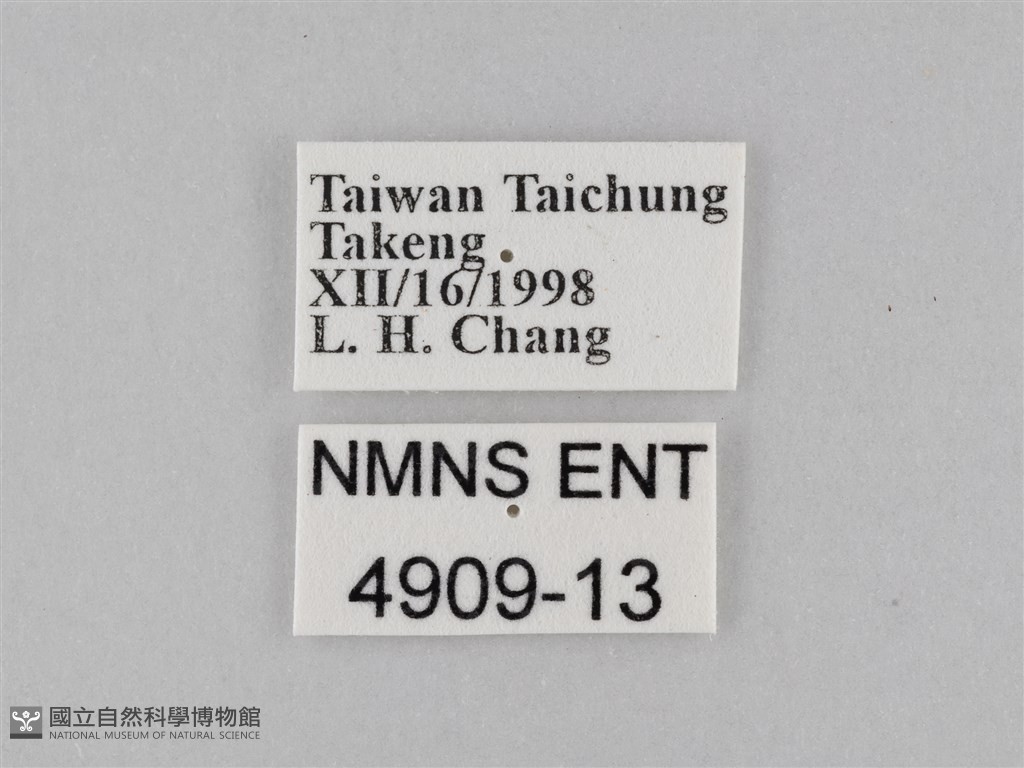 Taiwan Taichung
Takeng
XII/16/1998
L. H. Chang
NMNS ENT
4909-13
國立自然科學博物館
NATIONAL MUSEUM OF NATURAL SCIENCE